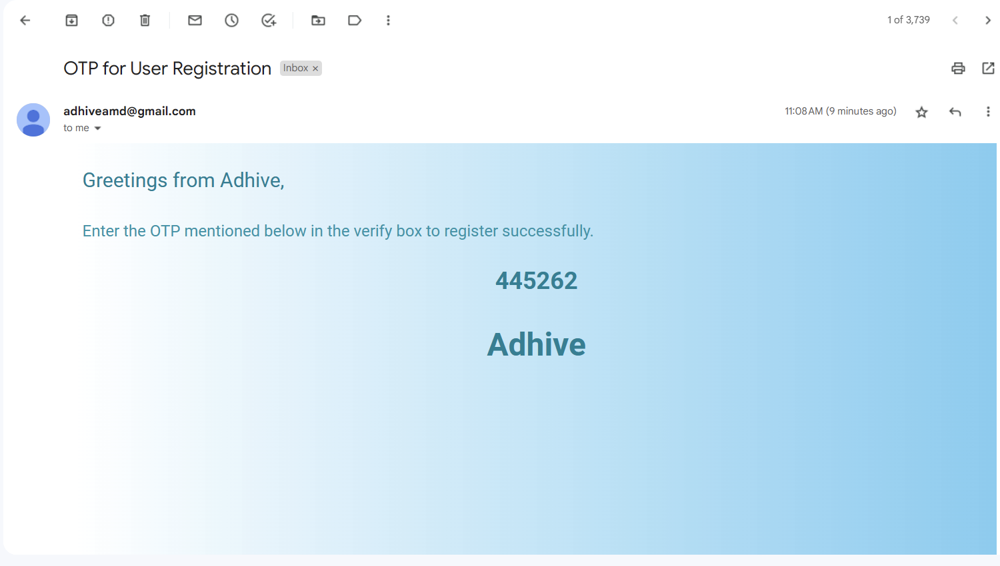 1 of 3,739
OTP for User Registration
Inbox ×
adhiveamd@gmail.com
11:08 AM (9 minutes ago)
to me
Greetings from Adhive,
Enter the OTP mentioned below in the verify box to register successfully.
445262
Adhive